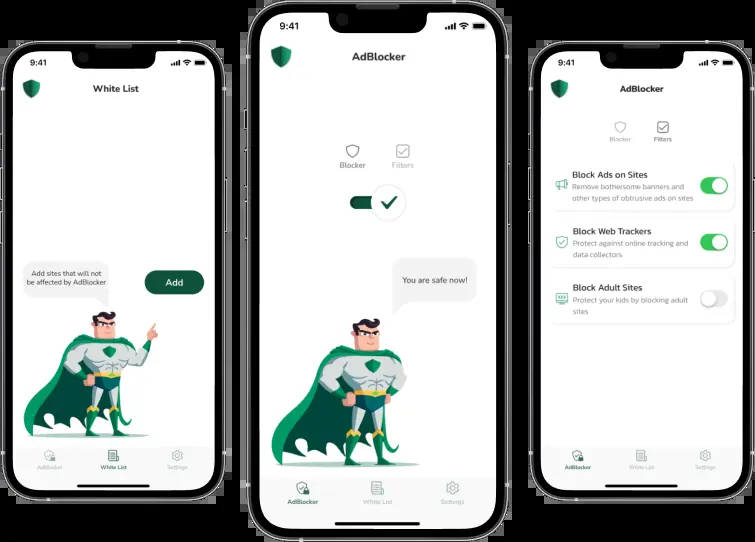 9:41
White List
Add sites that will not
be affected by AdBlocker
Add
AdBlocker
White List
Settings
9:41
AdBlocker
Blocker
Filters
You are safe now!
AdBlocker
White List
Settings
9:41
AdBlocker
Blocker
Filters
Block Ads on Sites
Remove bothersome banners and
other types of obtrusive ads on sites
Block Web Trackers
Protect against online tracking and
data collectors
XXX
Block Adult Sites
Protect your kids by blocking adult
sites
AdBlocker
White List
Settings